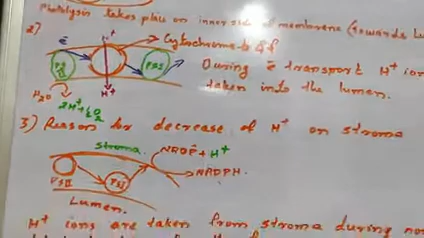 Photolysis takes place on inner side of membrane (towards lu
2)
H+
Cytochrome b6f
e-
PS II
PSI
H+
H2O
2H+ + ½O2
During e- transport H+ ion
taken into the lumen.
3) Reason for decrease of H+ on stroma
stroma.
NADP + H+
NADPH.
PSII
PSI
Lumen.
H+ ions are taken from stroma during